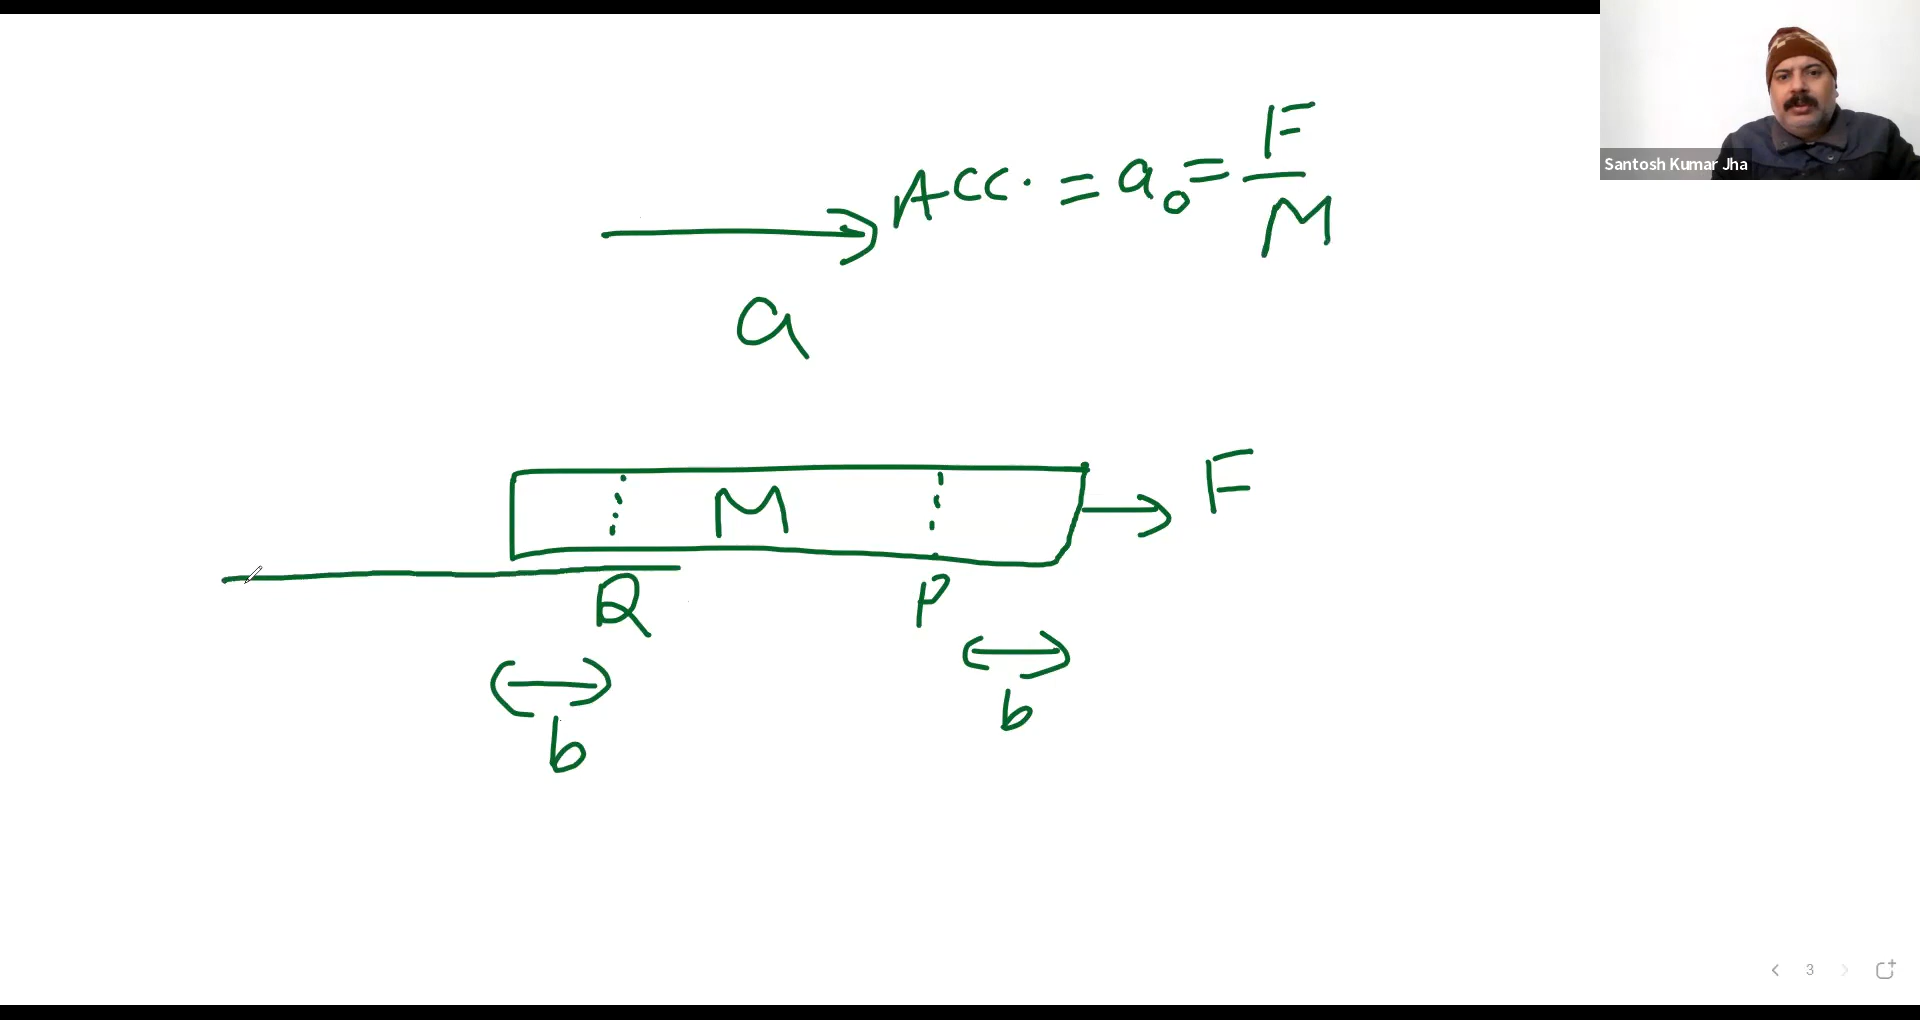 Santosh Kumar Jha
Acc. = a₀ = F/M
a
M
F
Q
P
b
b
3